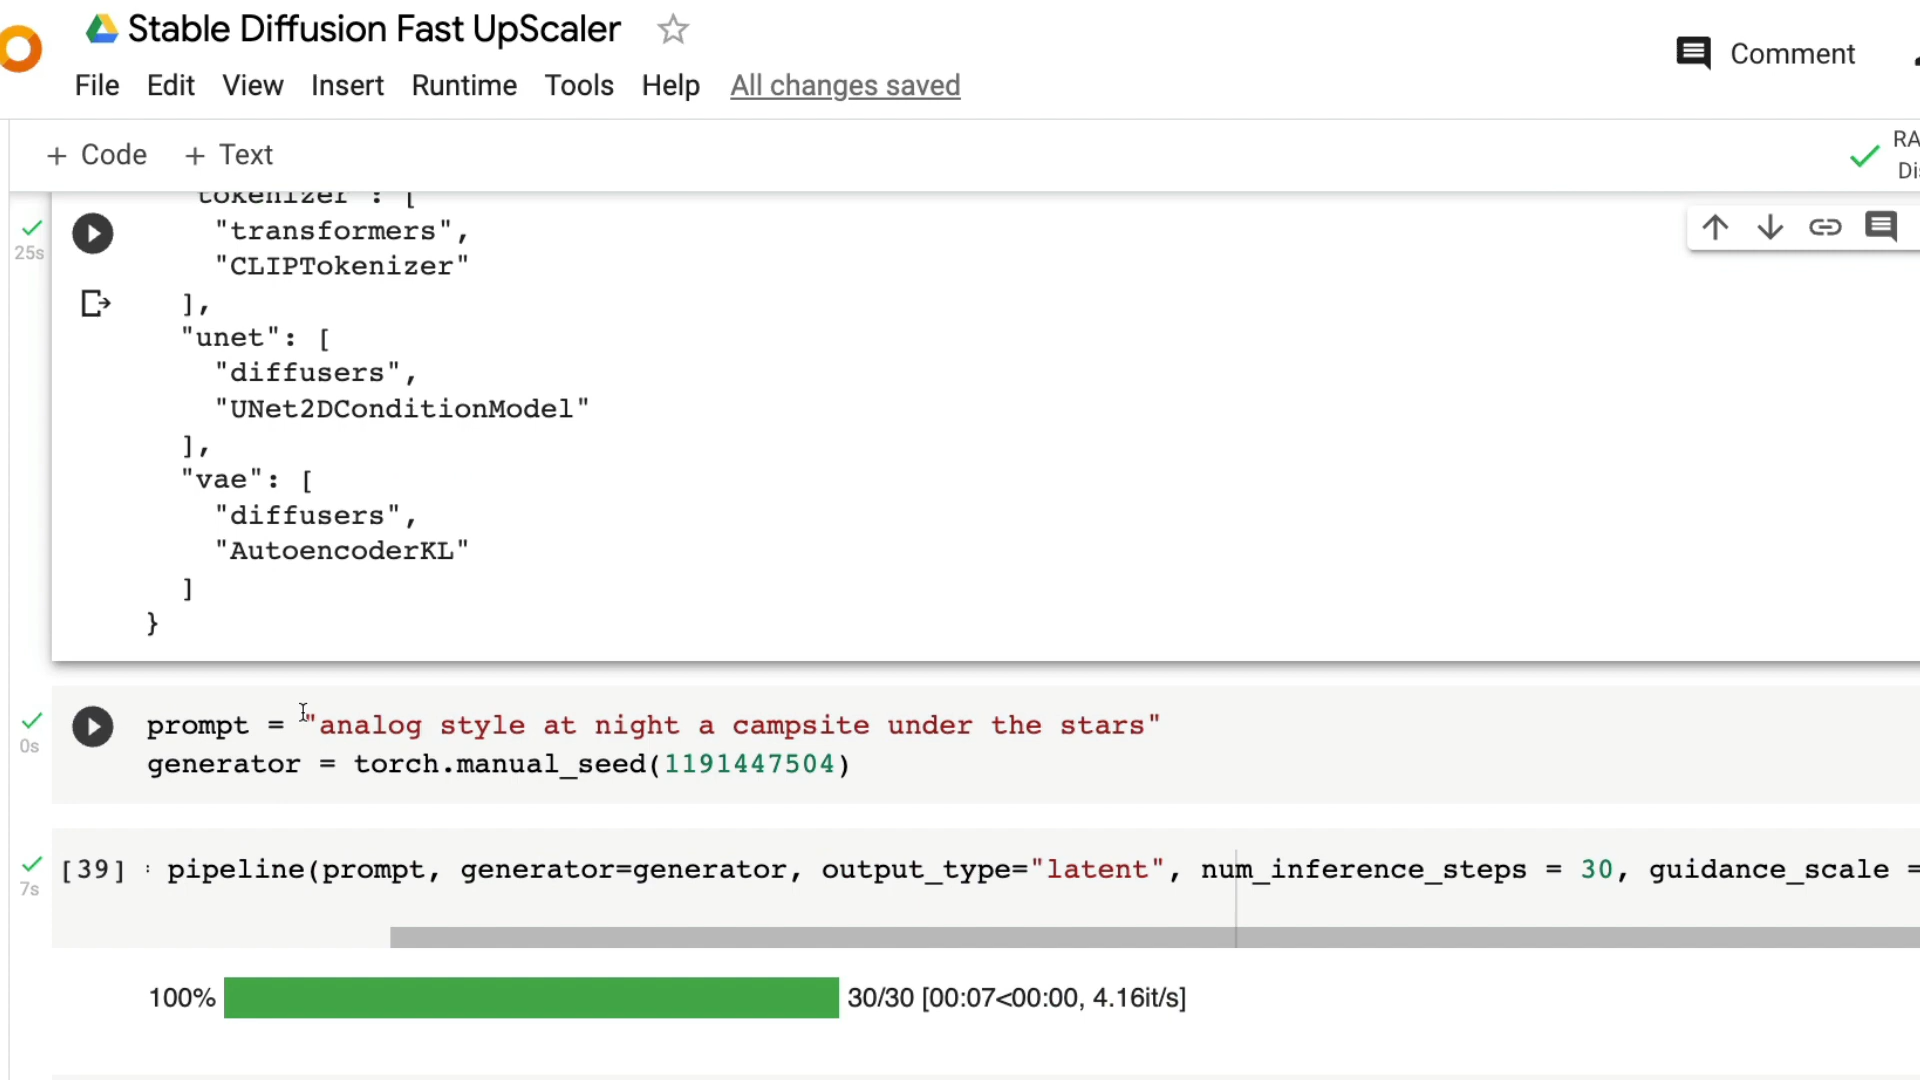 Stable Diffusion Fast UpScaler
Comment
File Edit View Insert Runtime Tools Help All changes saved
+ Code + Text
RA
Dis
tokenizer : [
25s
"transformers",
"CLIPTokenizer"
],
"unet": [
"diffusers",
"UNet2DConditionModel"
],
"vae": [
"diffusers",
"AutoencoderKL"
]
}
0s
prompt = "analog style at night a campsite under the stars"
generator = torch.manual_seed(1191447504)
7s
[39] pipeline(prompt, generator=generator, output_type="latent", num_inference_steps = 30, guidance_scale =
100% 30/30 [00:07<00:00, 4.16it/s]